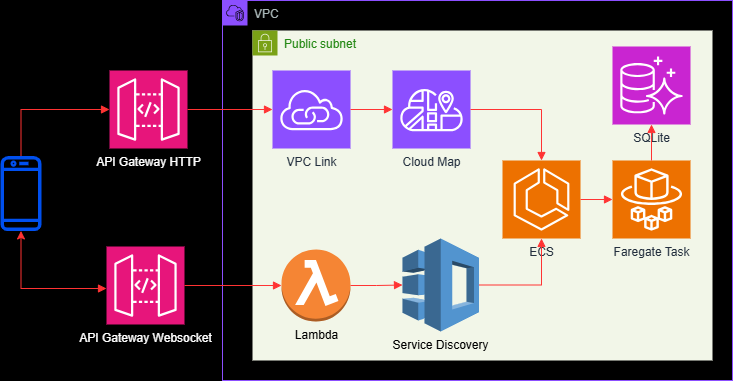 VPC
Public subnet
API Gateway HTTP
VPC Link
Cloud Map
SQLite
ECS
Faregate Task
API Gateway Websocket
Lambda
Service Discovery